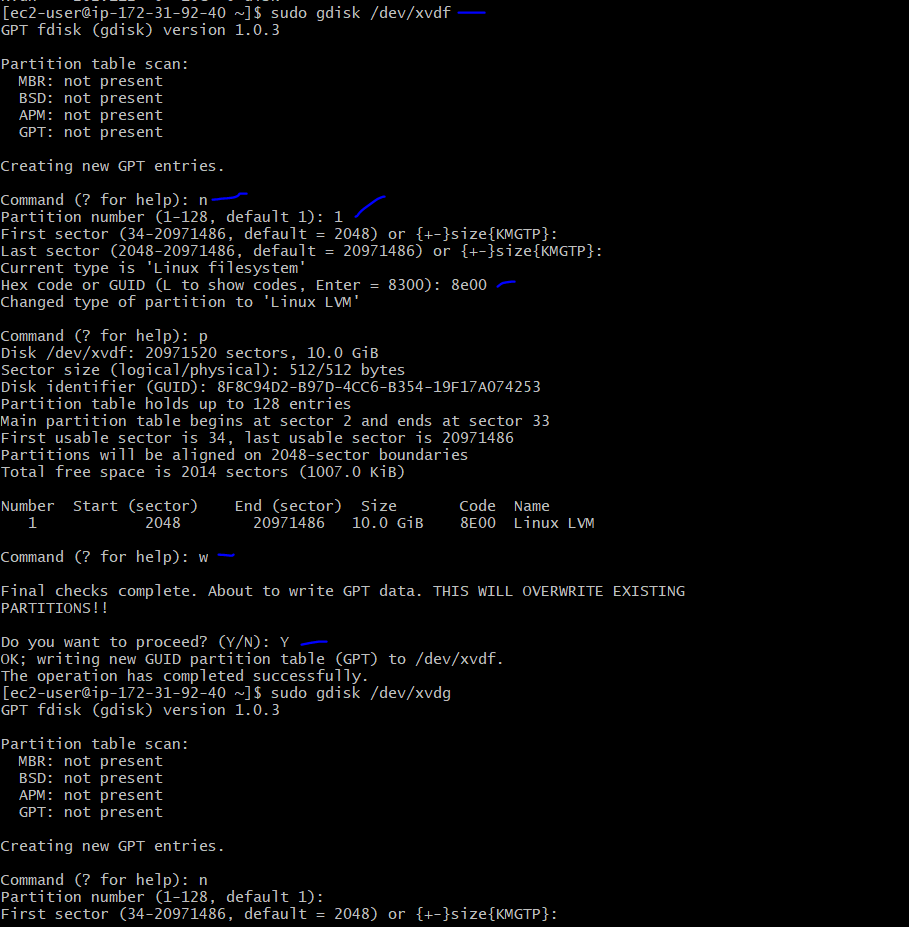 [ec2-user@ip-172-31-92-40 ~]$ sudo gdisk /dev/xvdf
GPT fdisk (gdisk) version 1.0.3
Partition table scan:
MBR: not present
BSD: not present
APM: not present
GPT: not present
Creating new GPT entries.
Command (? for help): n
Partition number (1-128, default 1): 1
First sector (34-20971486, default = 2048) or {+-}size{KMGTP}:
Last sector (2048-20971486, default = 20971486) or {+-}size{KMGTP}:
Current type is 'Linux filesystem'
Hex code or GUID (L to show codes, Enter = 8300): 8e00
Changed type of partition to 'Linux LVM'
Command (? for help): p
Disk /dev/xvdf: 20971520 sectors, 10.0 GiB
Sector size (logical/physical): 512/512 bytes
Disk identifier (GUID): 8F8C94D2-B97D-4CC6-B354-19F17A074253
Partition table holds up to 128 entries
Main partition table begins at sector 2 and ends at sector 33
First usable sector is 34, last usable sector is 20971486
Partitions will be aligned on 2048-sector boundaries
Total free space is 2014 sectors (1007.0 KiB)
Number  Start (sector)    End (sector)  Size       Code  Name
1            2048        20971486   10.0 GiB    8E00  Linux LVM
Command (? for help): w
Final checks complete. About to write GPT data. THIS WILL OVERWRITE EXISTING
PARTITIONS!!
Do you want to proceed? (Y/N): Y
OK; writing new GUID partition table (GPT) to /dev/xvdf.
The operation has completed successfully.
[ec2-user@ip-172-31-92-40 ~]$ sudo gdisk /dev/xvdg
GPT fdisk (gdisk) version 1.0.3
Partition table scan:
MBR: not present
BSD: not present
APM: not present
GPT: not present
Creating new GPT entries.
Command (? for help): n
Partition number (1-128, default 1):
First sector (34-20971486, default = 2048) or {+-}size{KMGTP}: